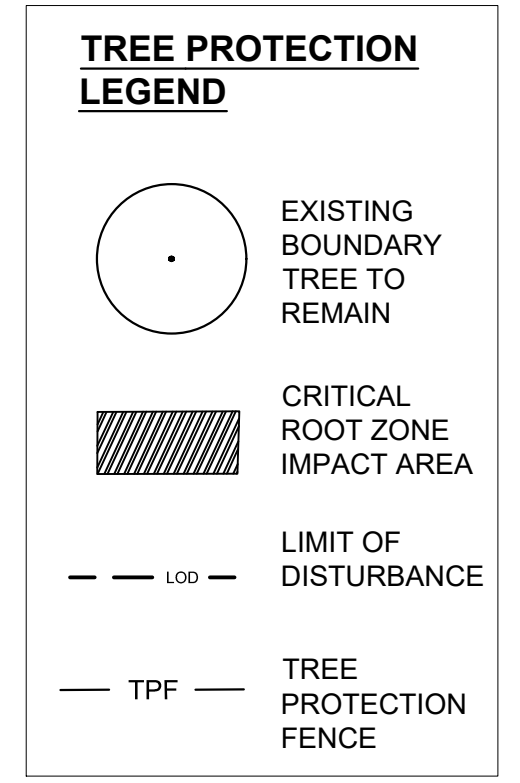 TREE PROTECTION
LEGEND
EXISTING
BOUNDARY
TREE TO
REMAIN
CRITICAL
ROOT ZONE
IMPACT AREA
LOD
LIMIT OF
DISTURBANCE
TPF
TREE
PROTECTION
FENCE